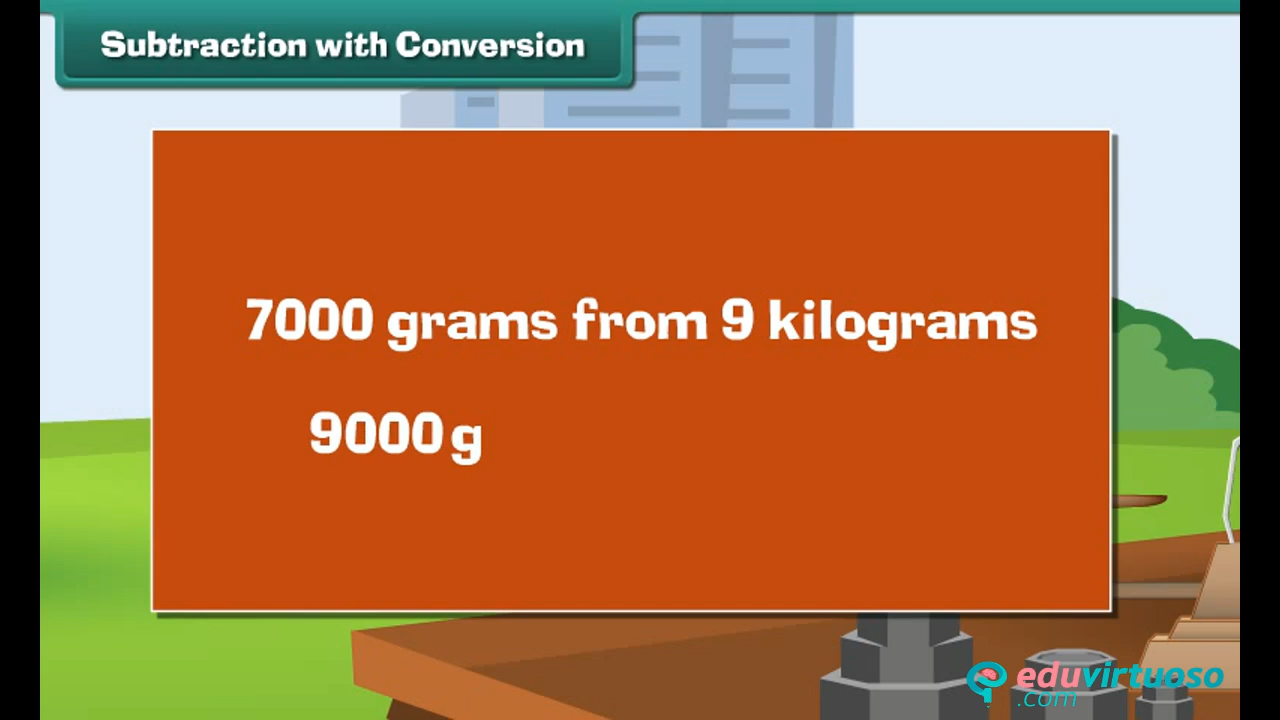 Subtraction with Conversion
7000 grams from 9 kilograms
9000 g
eduvirtuoso
.com